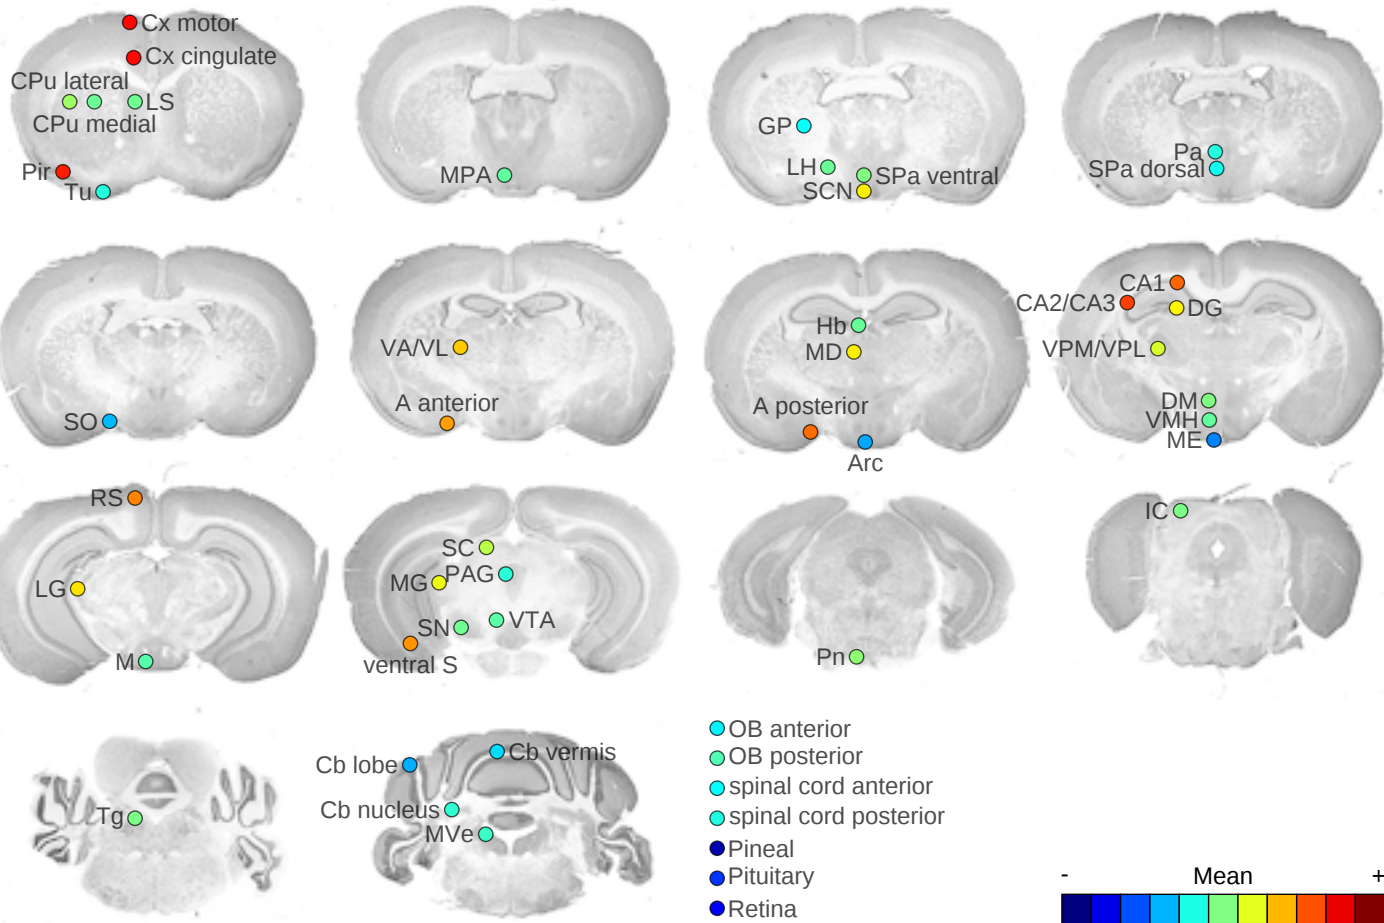 Cx motor
Cx cingulate
CPu lateral
LS
CPu medial
Pir
Tu
MPA
GP
LH
SPa ventral
SCN
Pa
SPa dorsal
SO
VA/VL
A anterior
Hb
MD
A posterior
Arc
CA1
CA2/CA3
DG
VPM/VPL
DM
VMH
ME
RS
LG
M
SC
MG
PAG
SN
VTA
ventral S
Pn
IC
Tg
Cb vermis
Cb lobe
Cb nucleus
MVe
OB anterior
OB posterior
spinal cord anterior
spinal cord posterior
Pineal
Pituitary
Retina
- Mean +